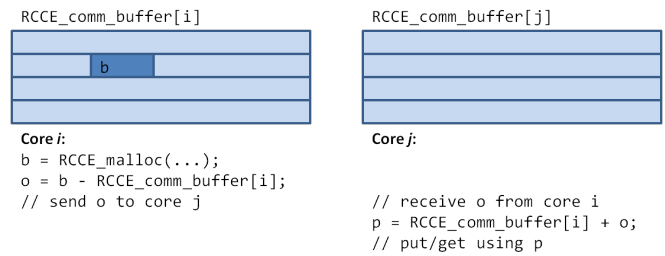 RCCE_comm_buffer[i]
RCCE_comm_buffer[j]
b
Core i:
b = RCCE_malloc(...);
o = b - RCCE_comm_buffer[i];
// send o to core j
Core j:
// receive o from core i
p = RCCE_comm_buffer[i] + o;
// put/get using p